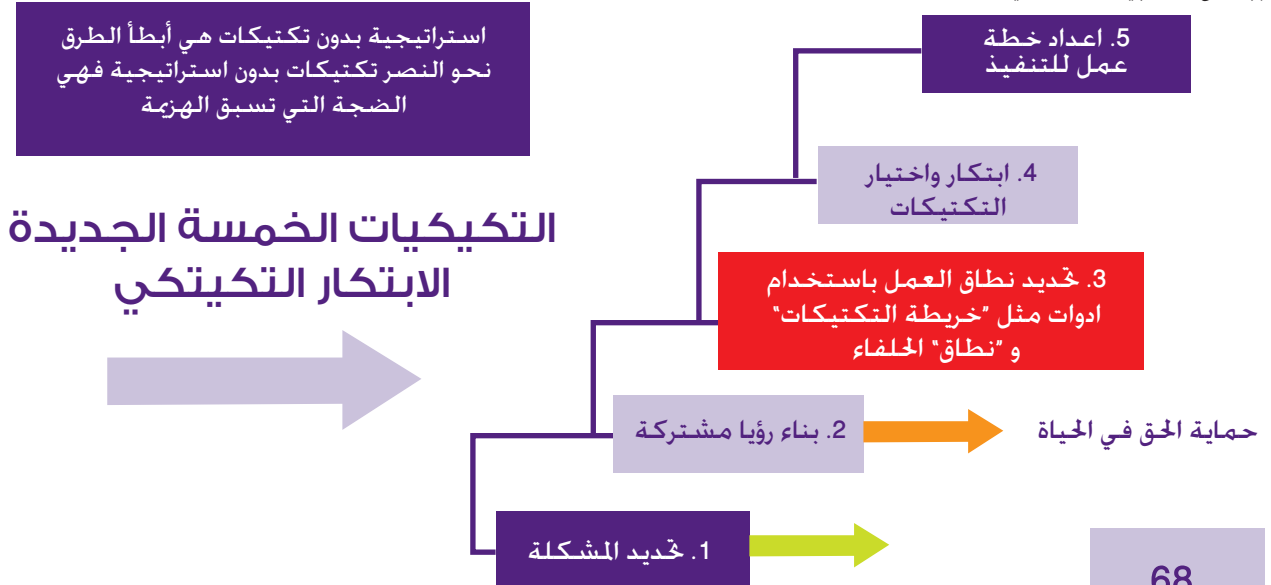 استراتيجية بدون تكتيكات هي أبطأ الطرق
نحو النصر تكتيكات بدون استراتيجية فهي
الضجة التي تسبق الهزيمة
5. اعداد خطة
عمل للتنفيذ
4. ابتكار واختيار
التكتيكات
التكيكيات الخمسة الجديدة
الابتكار التكيتكي
3. تحديد نطاق العمل باستخدام
ادوات مثل "خريطة التكتيكات"
و "نطاق" الحلفاء
2. بناء رؤيا مشتركة
حماية الحق في الحياة
1. تحديد المشكلة
68